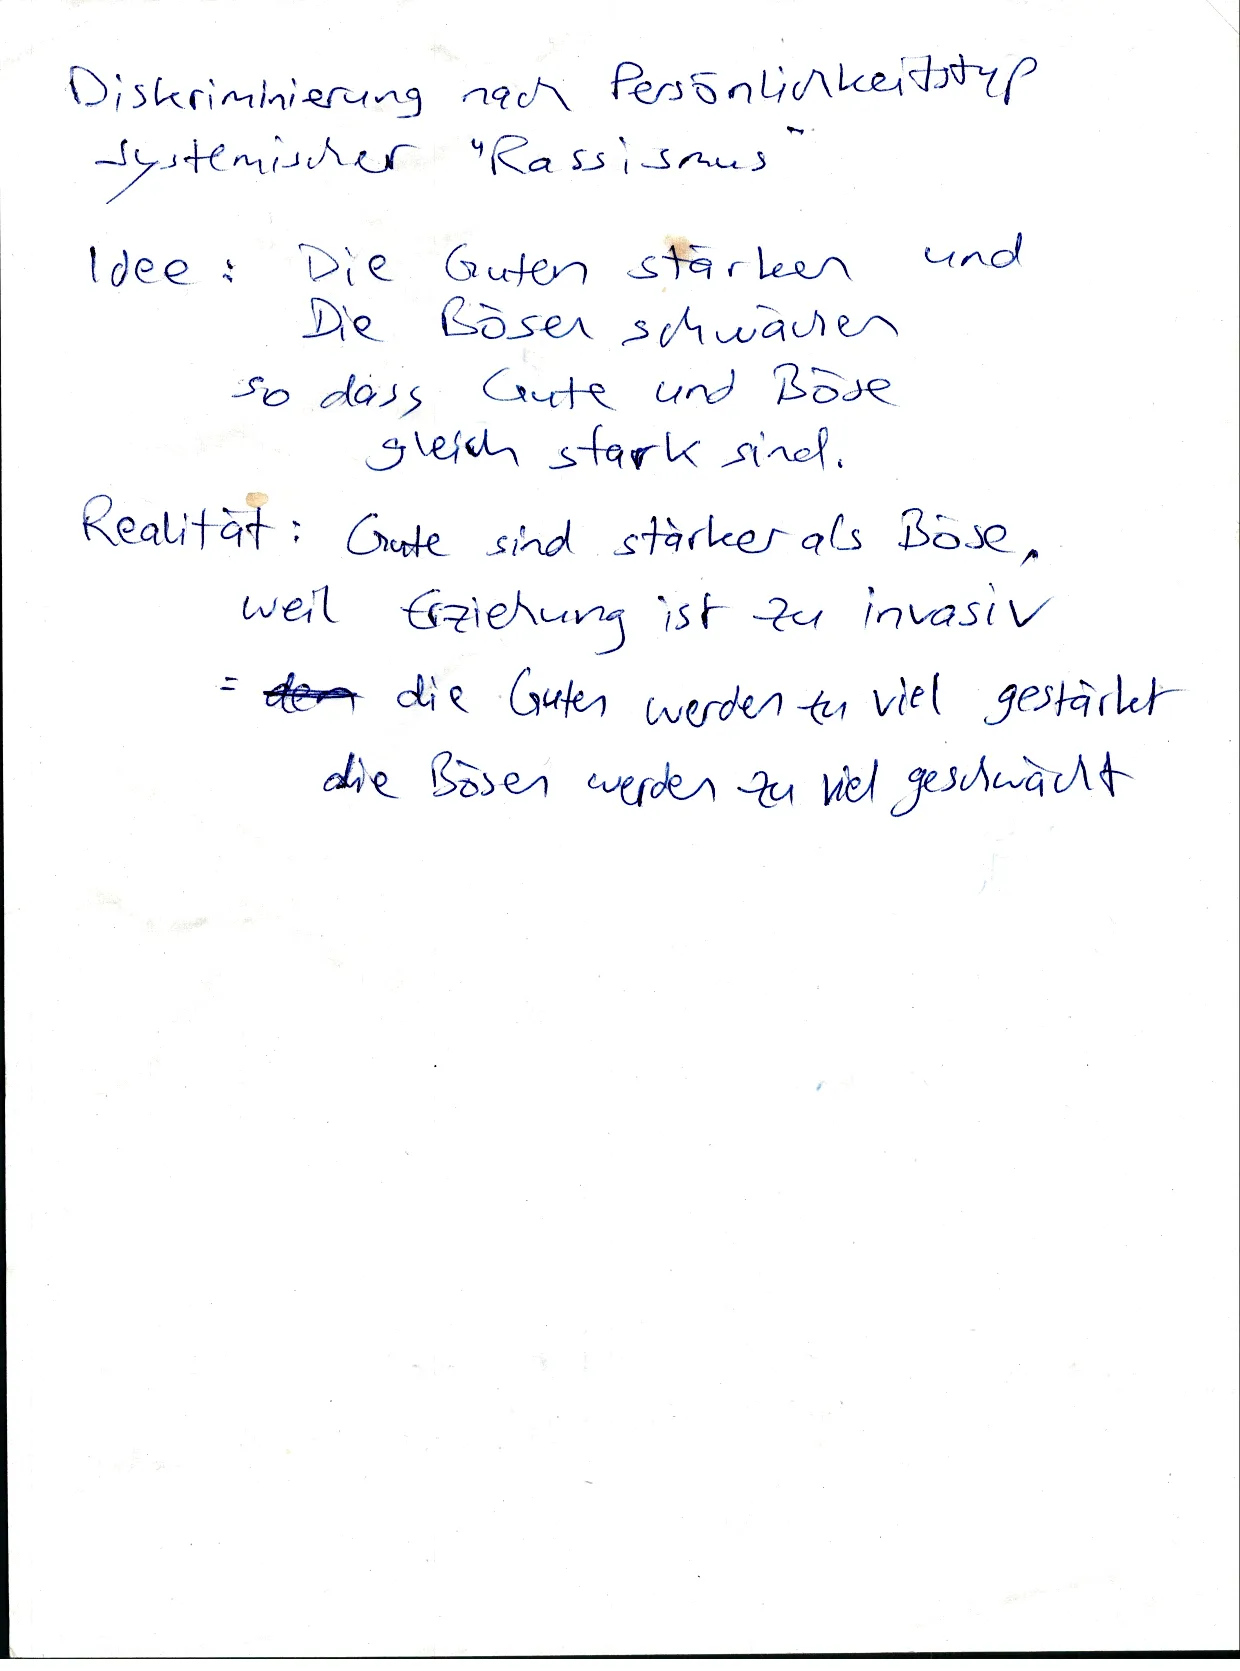 Diskriminierung nach Persönlichkeitstyp
systemischer "Rassismus"
Idee: Die Guten stärken und
Die Bösen schwächen
so dass Gute und Böse
gleich stark sind.
Realität: Gute sind stärker als Böse,
weil Erziehung ist zu invasiv
= die Guten werden zu viel gestärkt
die Bösen werden zu viel geschwächt